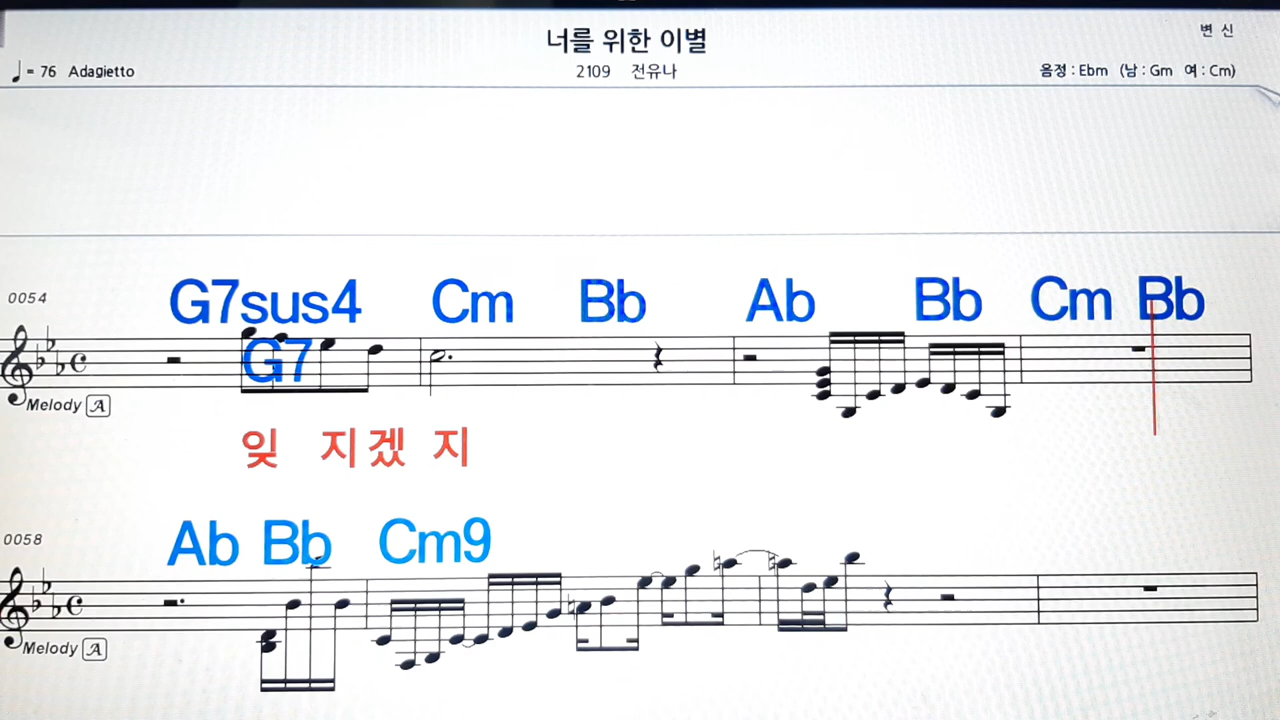 너를 위한 이별
변 신
♩= 76 Adagietto
2109 전유나
음정 : Ebm (남 : Gm 여 : Cm)
0054
G7sus4 Cm Bb Ab Bb Cm Bb
G7
Melody A
잊 지겠 지
0058
Ab Bb Cm9
Melody A